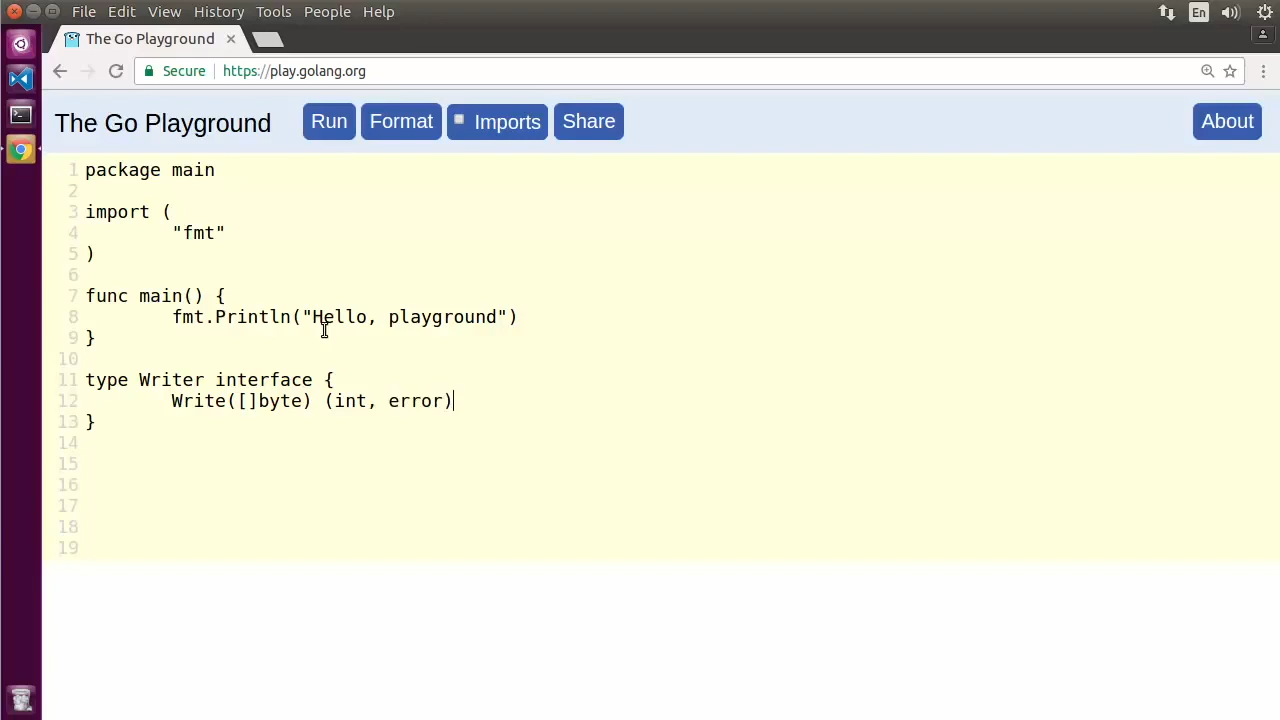 File Edit View History Tools People Help
En
The Go Playground
Secure https://play.golang.org
The Go Playground Run Format Imports Share About
1 package main
2
3 import (
4 "fmt"
5 )
6
7 func main() {
8 fmt.Println("Hello, playground")
9 }
10
11 type Writer interface {
12 Write([]byte) (int, error)
13 }
14
15
16
17
18
19